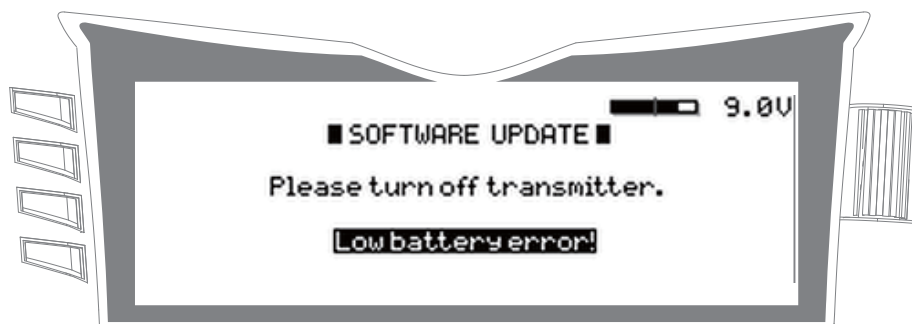 9.0V
■SOFTWARE UPDATE■
Please turn off transmitter.
Low battery error!